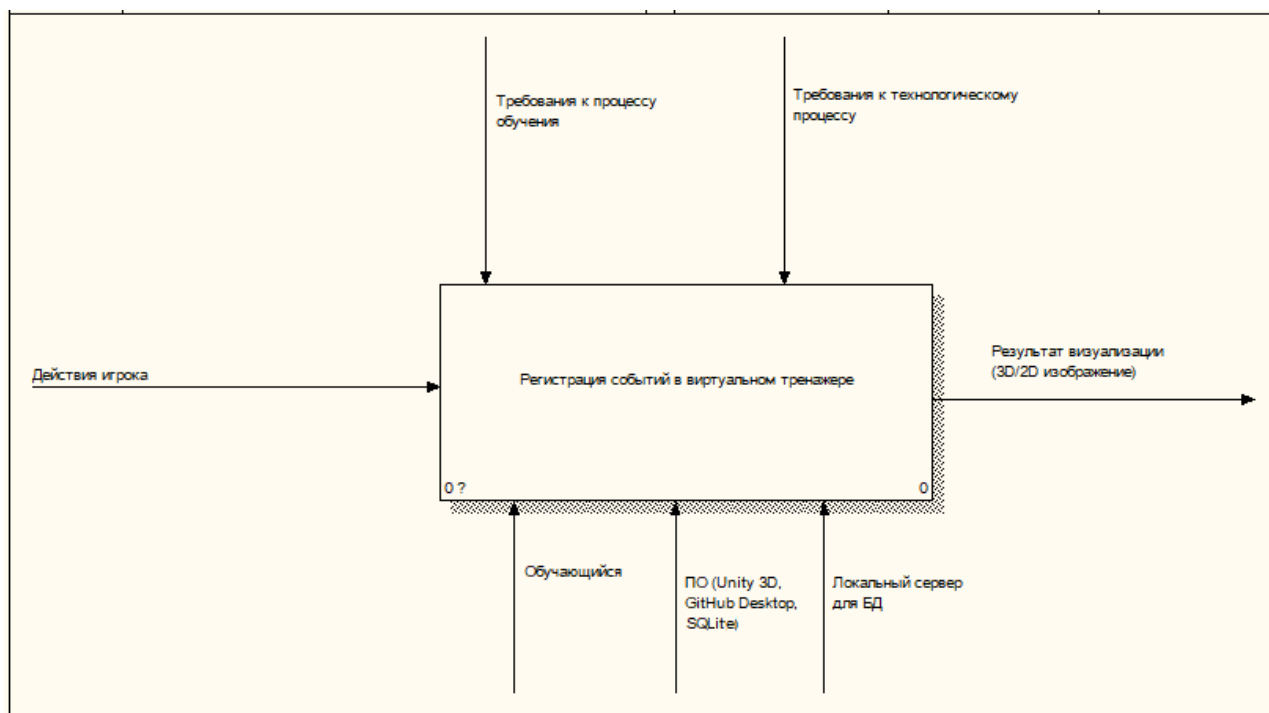 Требования к процессу
обучения
Требования к технологическому
процессу
Действия игрока
Регистрация событий в виртуальном тренажере
Результат визуализации
(3D/2D изображение)
0 ?
0
Обучающийся
ПО (Unity 3D,
GitHub Desktop,
SQLite)
Локальный сервер
для БД